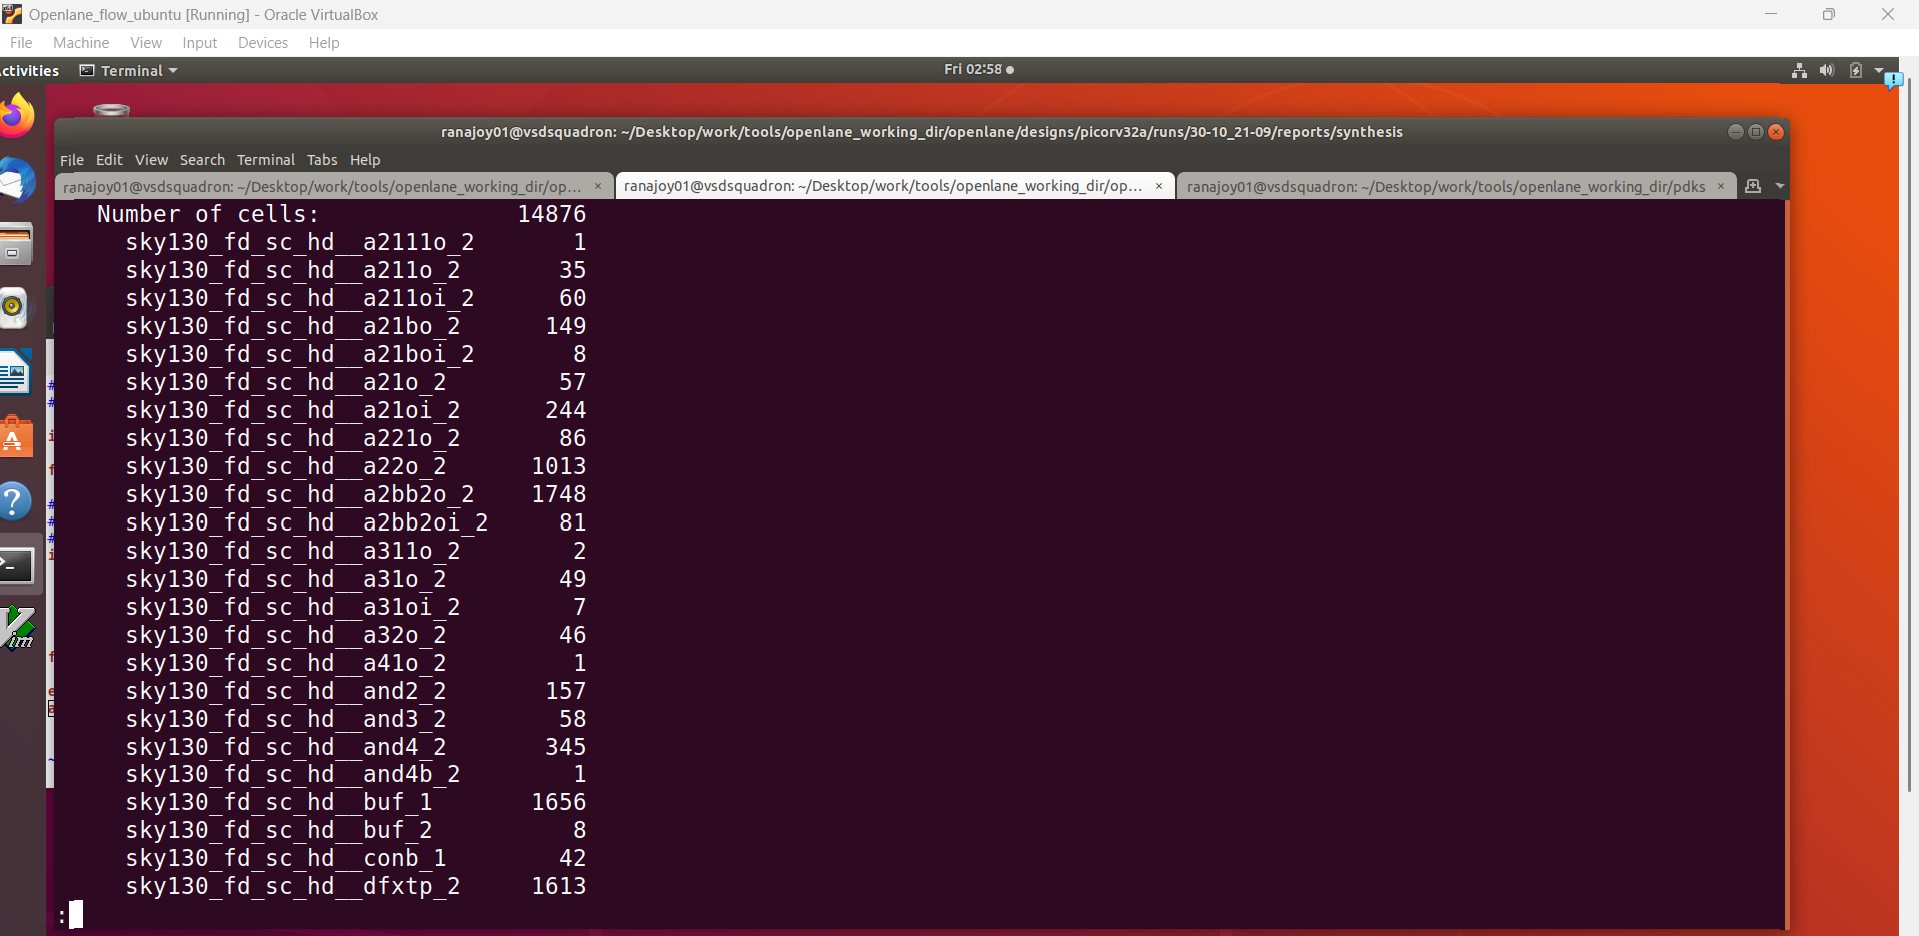 Openlane_flow_ubuntu [Running] - Oracle VirtualBox
File Machine View Input Devices Help
ctivities Terminal Fri 02:58
ranajoy01@vsdsquadron: ~/Desktop/work/tools/openlane_working_dir/openlane/designs/picorv32a/runs/30-10_21-09/reports/synthesis
File Edit View Search Terminal Tabs Help
ranajoy01@vsdsquadron: ~/Desktop/work/tools/openlane_working_dir/op... × ranajoy01@vsdsquadron: ~/Desktop/work/tools/openlane_working_dir/op... × ranajoy01@vsdsquadron: ~/Desktop/work/tools/openlane_working_dir/pdks ×
Number of cells: 14876
sky130_fd_sc_hd__a2111o_2 1
sky130_fd_sc_hd__a211o_2 35
sky130_fd_sc_hd__a211oi_2 60
sky130_fd_sc_hd__a21bo_2 149
sky130_fd_sc_hd__a21boi_2 8
sky130_fd_sc_hd__a21o_2 57
sky130_fd_sc_hd__a21oi_2 244
sky130_fd_sc_hd__a221o_2 86
sky130_fd_sc_hd__a22o_2 1013
sky130_fd_sc_hd__a2bb2o_2 1748
sky130_fd_sc_hd__a2bb2oi_2 81
sky130_fd_sc_hd__a311o_2 2
sky130_fd_sc_hd__a31o_2 49
sky130_fd_sc_hd__a31oi_2 7
sky130_fd_sc_hd__a32o_2 46
sky130_fd_sc_hd__a41o_2 1
sky130_fd_sc_hd__and2_2 157
sky130_fd_sc_hd__and3_2 58
sky130_fd_sc_hd__and4_2 345
sky130_fd_sc_hd__and4b_2 1
sky130_fd_sc_hd__buf_1 1656
sky130_fd_sc_hd__buf_2 8
sky130_fd_sc_hd__conb_1 42
sky130_fd_sc_hd__dfxtp_2 1613
: